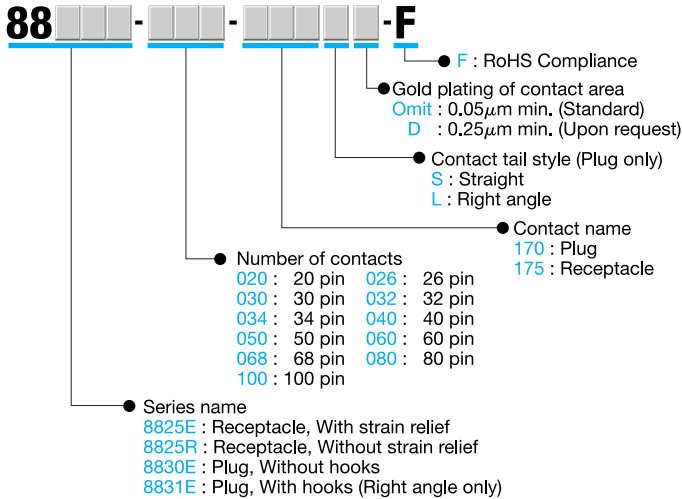 88 - - -F
F : RoHS Compliance
Gold plating of contact area
Omit : 0.05μm min. (Standard)
D : 0.25μm min. (Upon request)
Contact tail style (Plug only)
S : Straight
L : Right angle
Contact name
170 : Plug
175 : Receptacle
Number of contacts
020 : 20 pin 026 : 26 pin
030 : 30 pin 032 : 32 pin
034 : 34 pin 040 : 40 pin
050 : 50 pin 060 : 60 pin
068 : 68 pin 080 : 80 pin
100 : 100 pin
Series name
8825E : Receptacle, With strain relief
8825R : Receptacle, Without strain relief
8830E : Plug, Without hooks
8831E : Plug, With hooks (Right angle only)